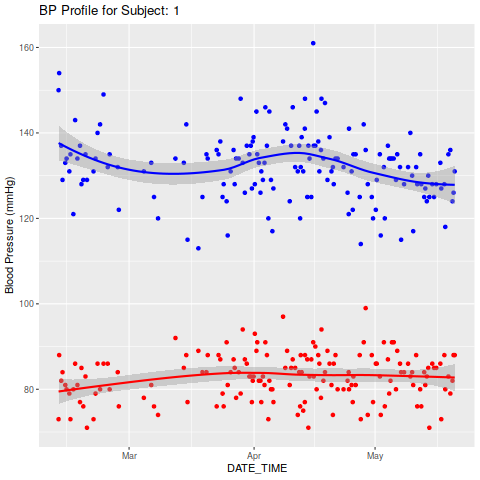 BP Profile for Subject: 1
Blood Pressure (mmHg)
160
140
120
100
80
Mar Apr May
DATE_TIME